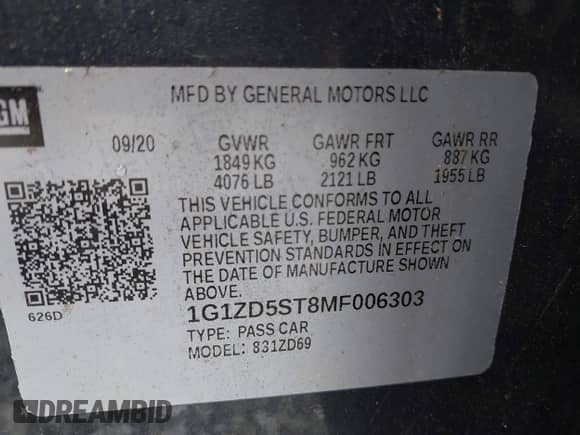 GM
MFD BY GENERAL MOTORS LLC
09/20 GVWR GAWR FRT GAWR RR
1849 KG 962 KG 887 KG
4076 LB 2121 LB 1955 LB
THIS VEHICLE CONFORMS TO ALL
APPLICABLE U.S. FEDERAL MOTOR
VEHICLE SAFETY, BUMPER, AND THEFT
PREVENTION STANDARDS IN EFFECT ON
THE DATE OF MANUFACTURE SHOWN
ABOVE.
626D
1G1ZD5ST8MF006303
TYPE: PASS CAR
MODEL: 831ZD69
DREAMBID